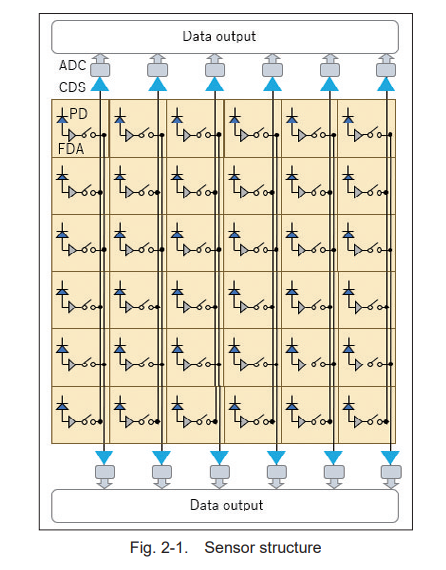 Data output
ADC
CDS
PD
FDA
Data output
Fig. 2-1. Sensor structure